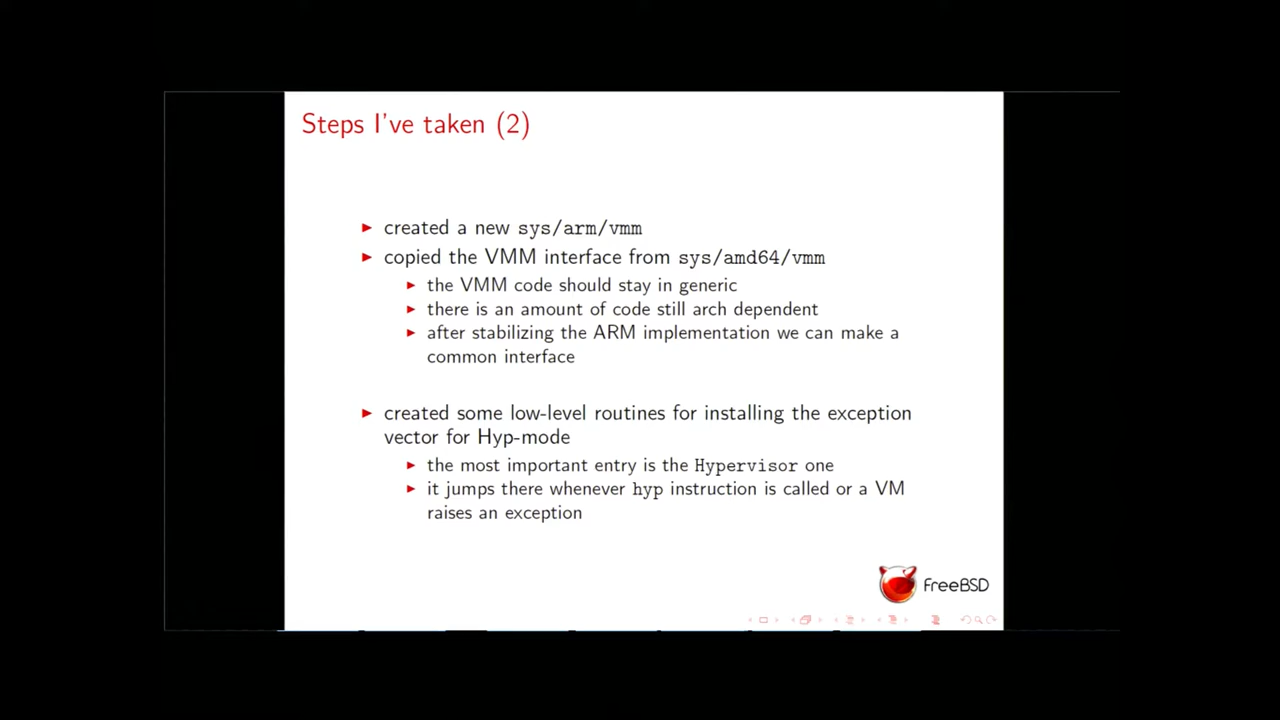 Steps I've taken (2)
created a new sys/arm/vmm
copied the VMM interface from sys/amd64/vmm
the VMM code should stay in generic
there is an amount of code still arch dependent
after stabilizing the ARM implementation we can make a
common interface
created some low-level routines for installing the exception
vector for Hyp-mode
the most important entry is the Hypervisor one
it jumps there whenever hyp instruction is called or a VM
raises an exception
FreeBSD